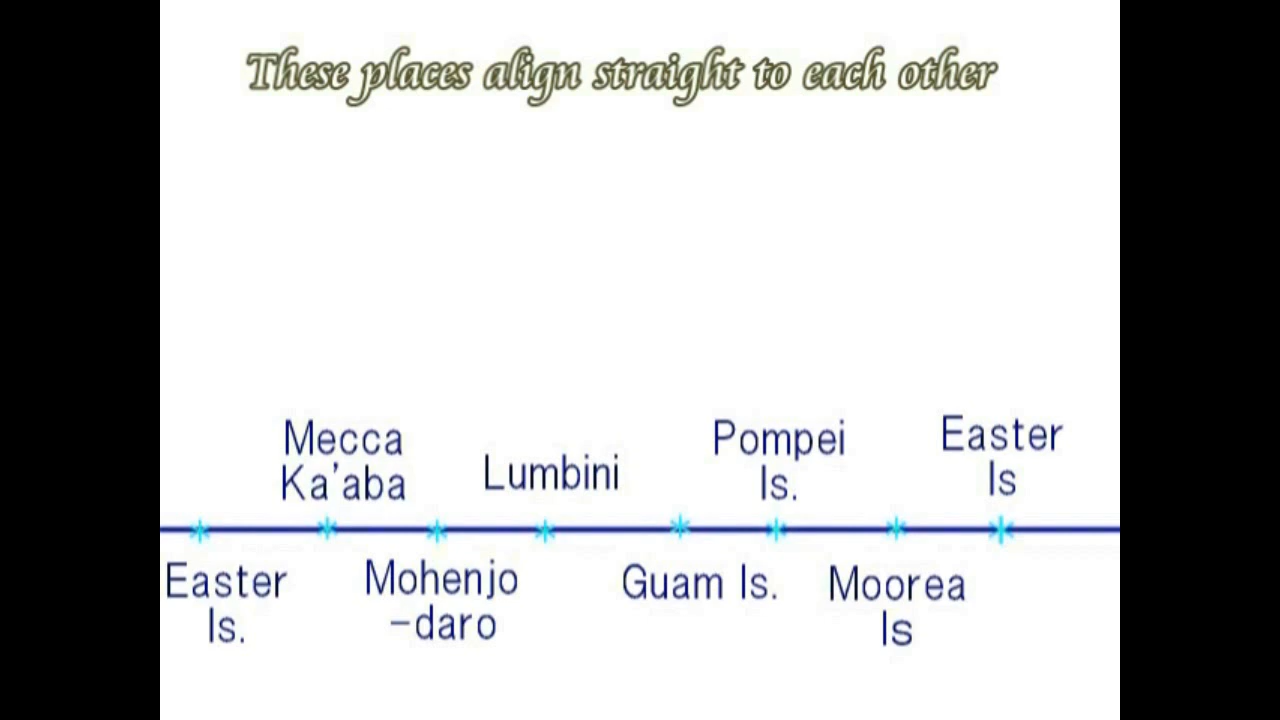 These places align straight to each other
Mecca
Ka'aba
Lumbini
Pompei
Is.
Easter
Is
Easter
Is.
Mohenjo
-daro
Guam Is.
Moorea
Is